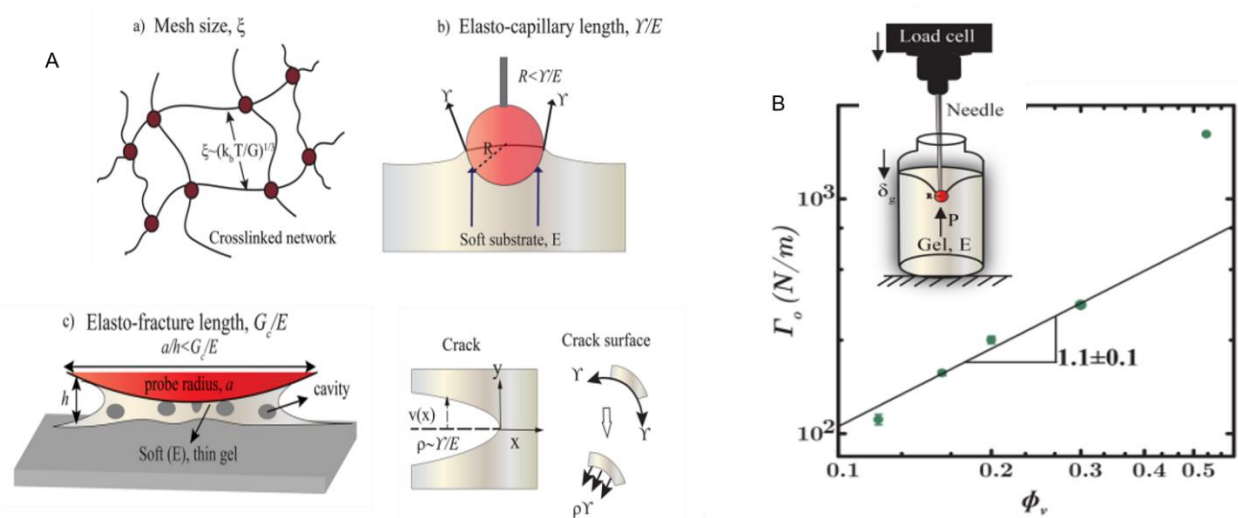 A
a) Mesh size, ξ
ξ~(k_bT/G)^{1/3}
Crosslinked network
b) Elasto-capillary length, ϒ/E
R<ϒ/E
ϒ
ϒ
R
Soft substrate, E
c) Elasto-fracture length, G_c/E
a/h<G_c/E
probe radius, a
h
cavity
Soft (E), thin gel
Crack
y
v(x)
x
ρ~ϒ/E
Crack surface
ϒ
ϒ
ρϒ
B
Load cell
Needle
δ_g
R
P
Gel, E
Γ_o (N/m)
10^3
10^2
1.1±0.1
0.1
0.2
0.3
0.4
0.5
ϕ_v